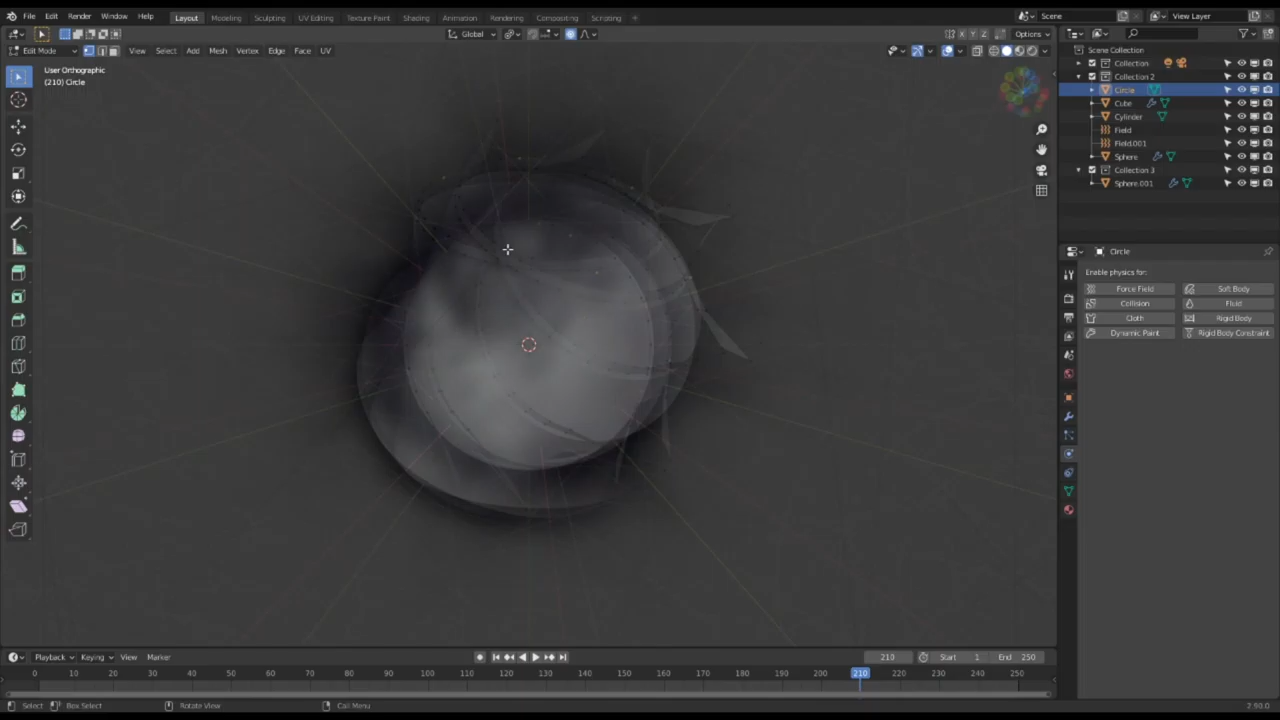 File Edit Render Window Help Layout Modeling Sculpting UV Editing Texture Paint Shading Animation Rendering Compositing Scripting + Scene View Layer
Global Options
Edit Mode View Select Add Mesh Vertex Edge Face UV
User Orthographic
(210) Circle
Scene Collection
Collection
Collection 2
Circle
Cube
Cylinder
Field
Field.001
Sphere
Collection 3
Sphere.001
Circle
Enable physics for:
Force Field Soft Body
Collision Fluid
Cloth Rigid Body
Dynamic Paint Rigid Body Constraint
Playback Keying View Marker 210 Start 1 End 250
0 10 20 30 40 50 60 70 80 90 100 110 120 130 140 150 160 170 180 190 200 210 220 230 240 250
Select Box Select Rotate View Call Menu 2.90.0